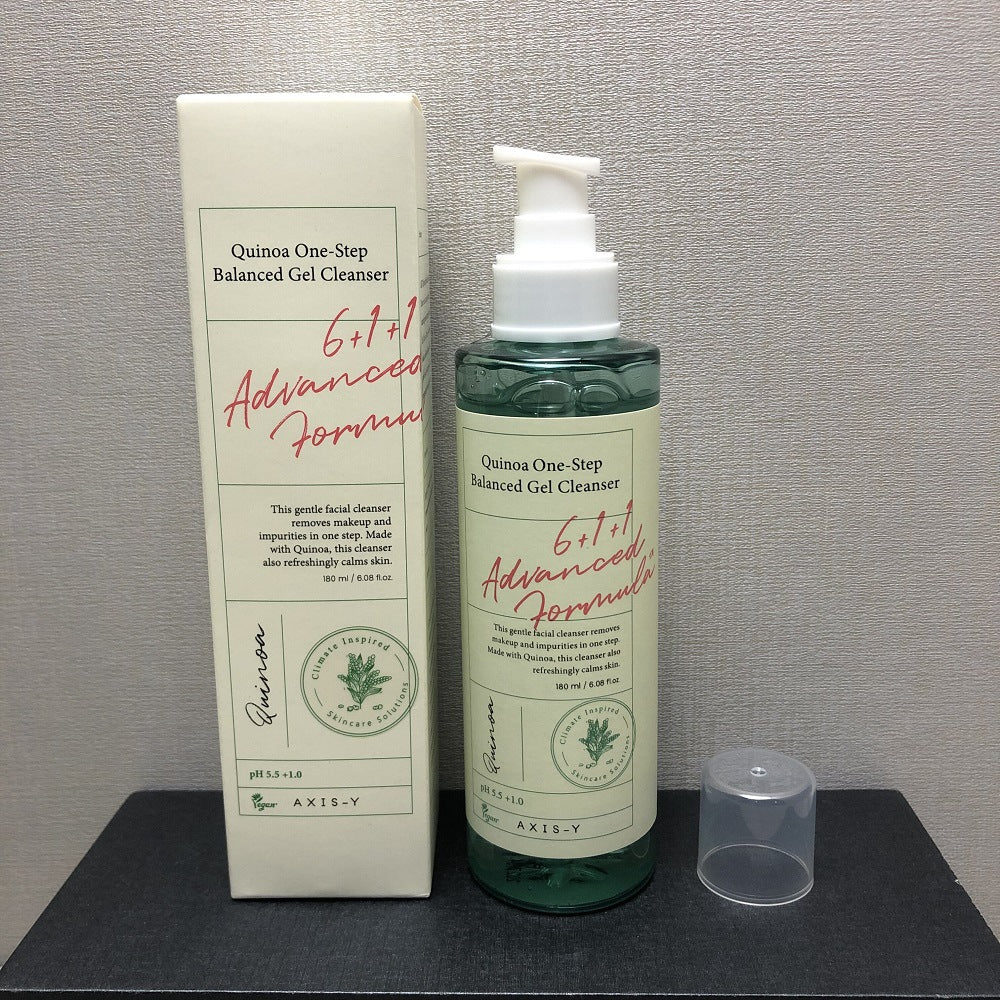 Quinoa One-Step
Balanced Gel Cleanser
6+1+1
Advanced
Formul
This gentle facial cleanser
removes makeup and
impurities in one step. Made
with Quinoa, this cleanser
also refreshingly calms skin.
180 ml / 6.08 fl.oz.
Quinoa
Climate Inspired
Skincare Solutions
pH 5.5 +1.0
Vegan
AXIS-Y
Quinoa One-Step
Balanced Gel Cleanser
6+1+1
Advanced
Formula"
This gentle facial cleanser removes
makeup and impurities in one step.
Made with Quinoa, this cleanser also
refreshingly calms skin.
180 ml / 6.08 fl.oz.
Quinoa
Climate Inspired
Skincare Solutions
pH 5.5 +1.0
Vegan
AXIS-Y